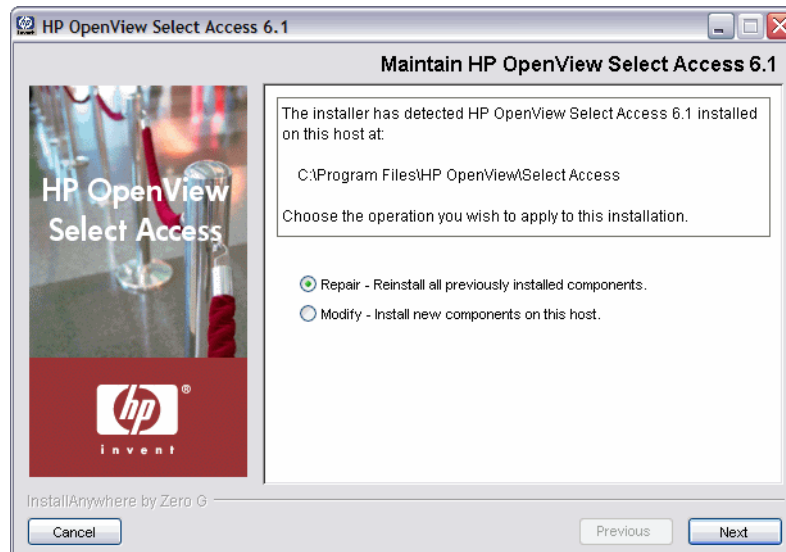 HP OpenView Select Access 6.1
Maintain HP OpenView Select Access 6.1
HP OpenView
Select Access
hp
®
invent
The installer has detected HP OpenView Select Access 6.1 installed
on this host at:
C:\Program Files\HP OpenView\Select Access
Choose the operation you wish to apply to this installation.
Repair - Reinstall all previously installed components.
Modify - Install new components on this host.
InstallAnywhere by Zero G
Cancel
Previous
Next